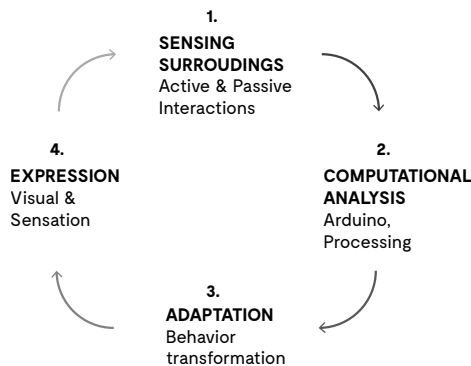 1.
SENSING
SURROUDINGS
Active & Passive
Interactions
2.
COMPUTATIONAL
ANALYSIS
Arduino,
Processing
3.
ADAPTATION
Behavior
transformation
4.
EXPRESSION
Visual &
Sensation